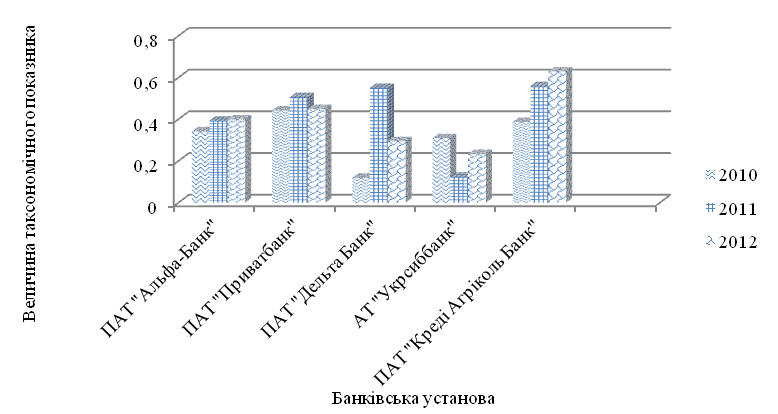 Величина таксономічного показника
0,8
0,6
0,4
0,2
0
ПАТ "Альфа-Банк"
ПАТ "Приватбанк"
ПАТ "Дельта Банк"
АТ "Укрсиббанк"
ПАТ "Креді Агріколь Банк"
2010
2011
2012
Банківська установа